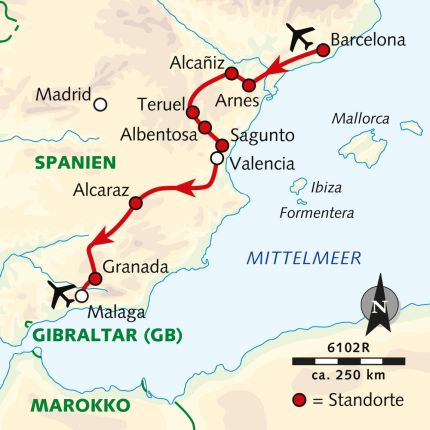 Barcelona
Alcañiz
Arnes
Madrid
Teruel
Albentosa
Sagunto
Mallorca
SPANIEN
Valencia
Alcaraz
Ibiza
Formentera
MITTELMEER
Granada
Malaga
N
GIBRALTAR (GB)
6102R
ca. 250 km
MAROKKO
= Standorte